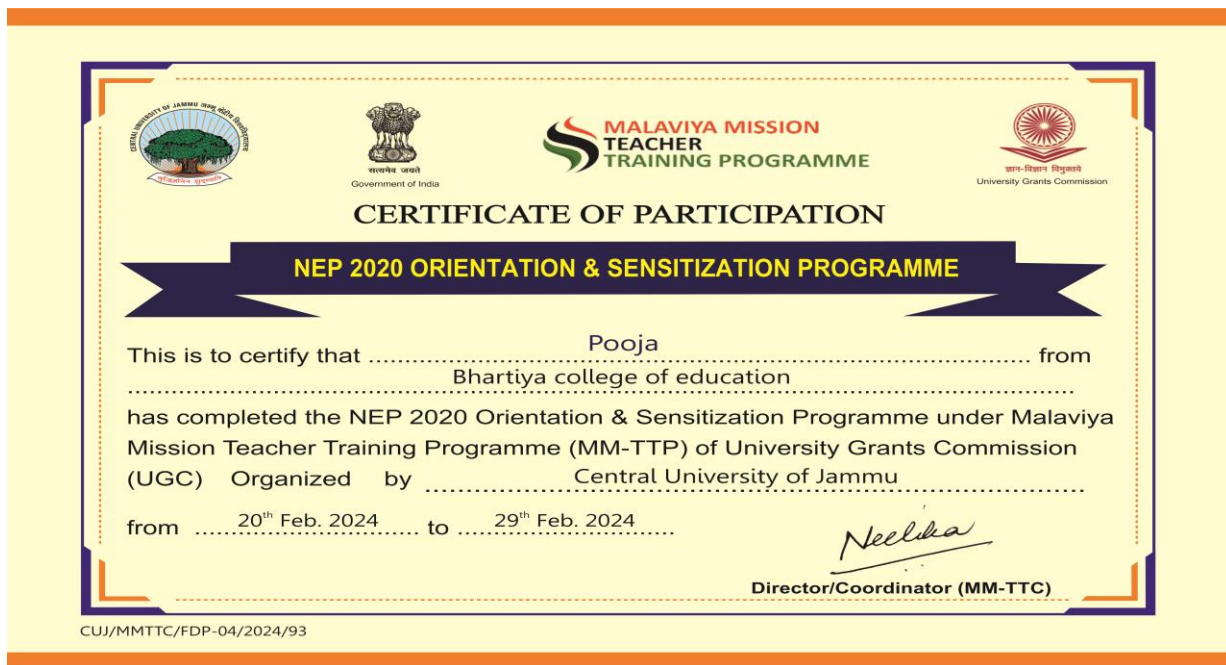 CENTRAL UNIVERSITY OF JAMMU जम्मू केंद्रीय विश्वविद्यालय
सत्यमेव जयते
Government of India
MALAVIYA MISSION
TEACHER
TRAINING PROGRAMME
ज्ञान-विज्ञान विमुक्तये
University Grants Commission
CERTIFICATE OF PARTICIPATION
NEP 2020 ORIENTATION & SENSITIZATION PROGRAMME
This is to certify that Pooja from
Bhartiya college of education
has completed the NEP 2020 Orientation & Sensitization Programme under Malaviya
Mission Teacher Training Programme (MM-TTP) of University Grants Commission
(UGC) Organized by Central University of Jammu
from 20th Feb. 2024 to 29th Feb. 2024
Neelika
Director/Coordinator (MM-TTC)
CUJ/MMTTC/FDP-04/2024/93